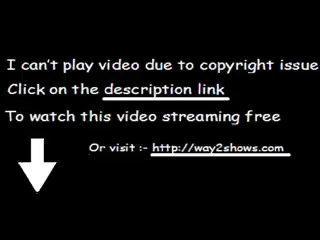 I can't play video due to copyright issue
Click on the description link
To watch this video streaming free
Or visit :- http://way2shows.com